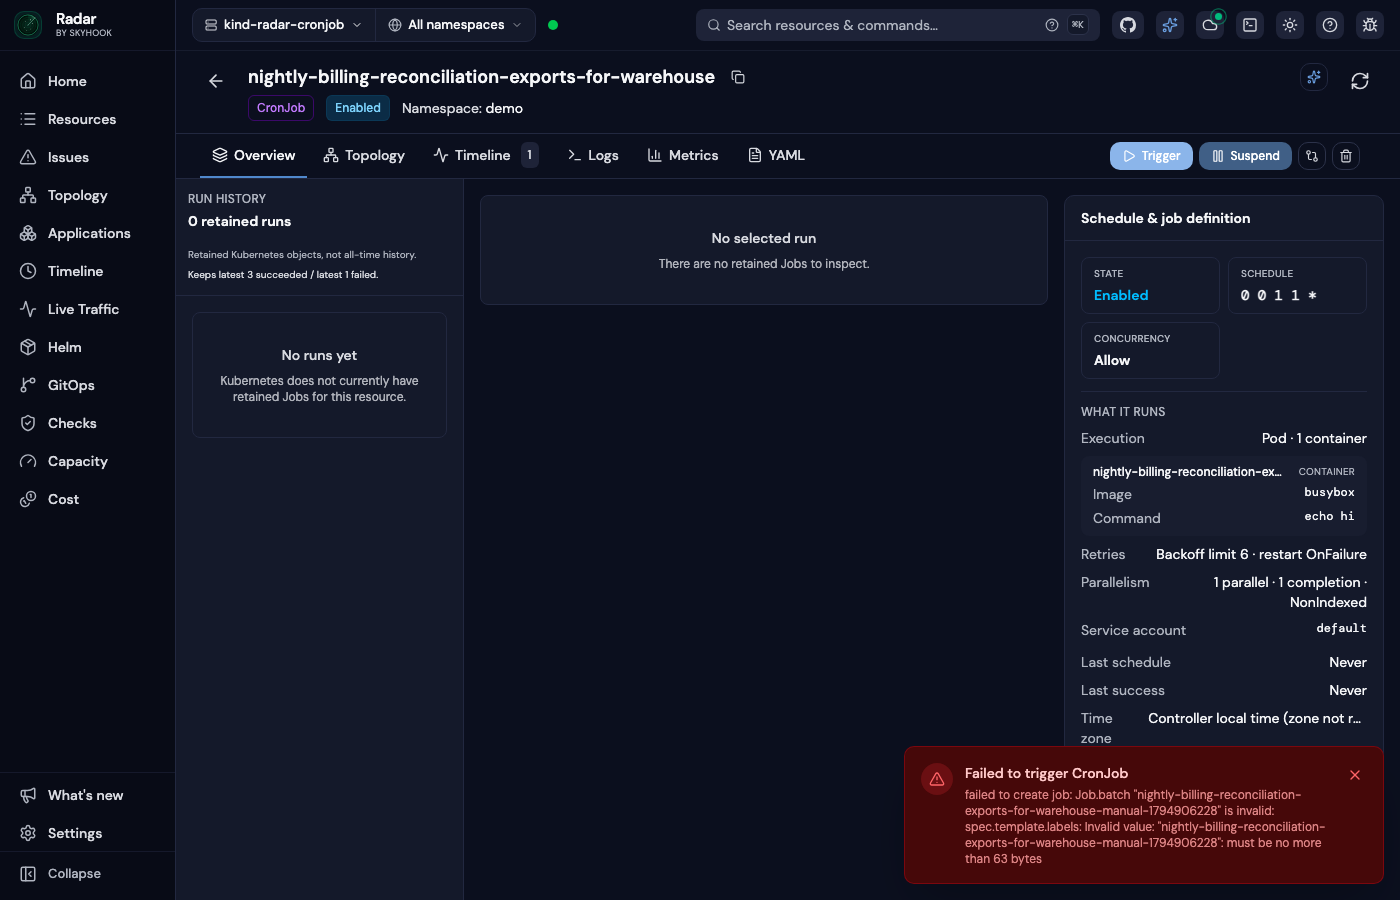 Radar
BY SKYHOOK
kind-radar-cronjob
All namespaces
Search resources & commands...
⌘K
Home
Resources
Issues
Topology
Applications
Timeline
Live Traffic
Helm
GitOps
Checks
Capacity
Cost
What's new
Settings
Collapse
nightly-billing-reconciliation-exports-for-warehouse
CronJob
Enabled
Namespace: demo
Overview
Topology
Timeline 1
Logs
Metrics
YAML
Trigger
Suspend
RUN HISTORY
0 retained runs
Retained Kubernetes objects, not all-time history.
Keeps latest 3 succeeded / latest 1 failed.
No runs yet
Kubernetes does not currently have
retained Jobs for this resource.
No selected run
There are no retained Jobs to inspect.
Schedule & job definition
STATE
Enabled
SCHEDULE
0 0 1 1 *
CONCURRENCY
Allow
WHAT IT RUNS
Execution Pod · 1 container
nightly-billing-reconciliation-ex... CONTAINER
Image busybox
Command echo hi
Retries Backoff limit 6 · restart OnFailure
Parallelism 1 parallel · 1 completion ·
NonIndexed
Service account default
Last schedule Never
Last success Never
Time Controller local time (zone not r...
zone
Failed to trigger CronJob
failed to create job: Job.batch "nightly-billing-reconciliation-
exports-for-warehouse-manual-1794906228" is invalid:
spec.template.labels: Invalid value: "nightly-billing-reconciliation-
exports-for-warehouse-manual-1794906228": must be no more
than 63 bytes